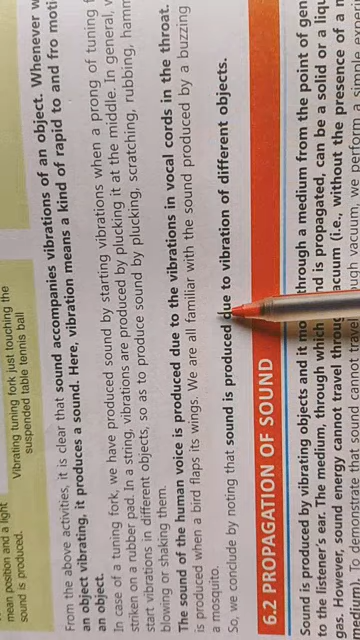 mean position and a light
sound is produced.
Vibrating tuning fork just touching the
suspended table tennis ball
From the above activities, it is clear that sound accompanies vibrations of an object. Whenever
an object vibrating, it produces a sound. Here, vibration means a kind of rapid to and fro
an object.
In case of a tuning fork, we have produced sound by starting vibrations when a prong of tuning
striken on a rubber pad. In a string, vibrations are produced by plucking it at the middle. In general,
start vibrations in different objects, so as to produce sound by plucking, scratching, rubbing,
blowing or shaking them.
The sound of the human voice is produced due to the vibrations in vocal cords in the throat.
is produced when a bird flaps its wings. We are all familiar with the sound produced by a buzzing
a mosquito.
So, we conclude by noting that sound is produced due to vibration of different objects.
6.2 PROPAGATION OF SOUND
Sound is produced by vibrating objects and it through a medium from the point of
to the listener's ear. The medium, through which is propagated, can be a solid or a
gas. However, sound energy cannot travel (i.e., without the presence of a
To demonstrate that sound cannot travel vacuum, we perform simple